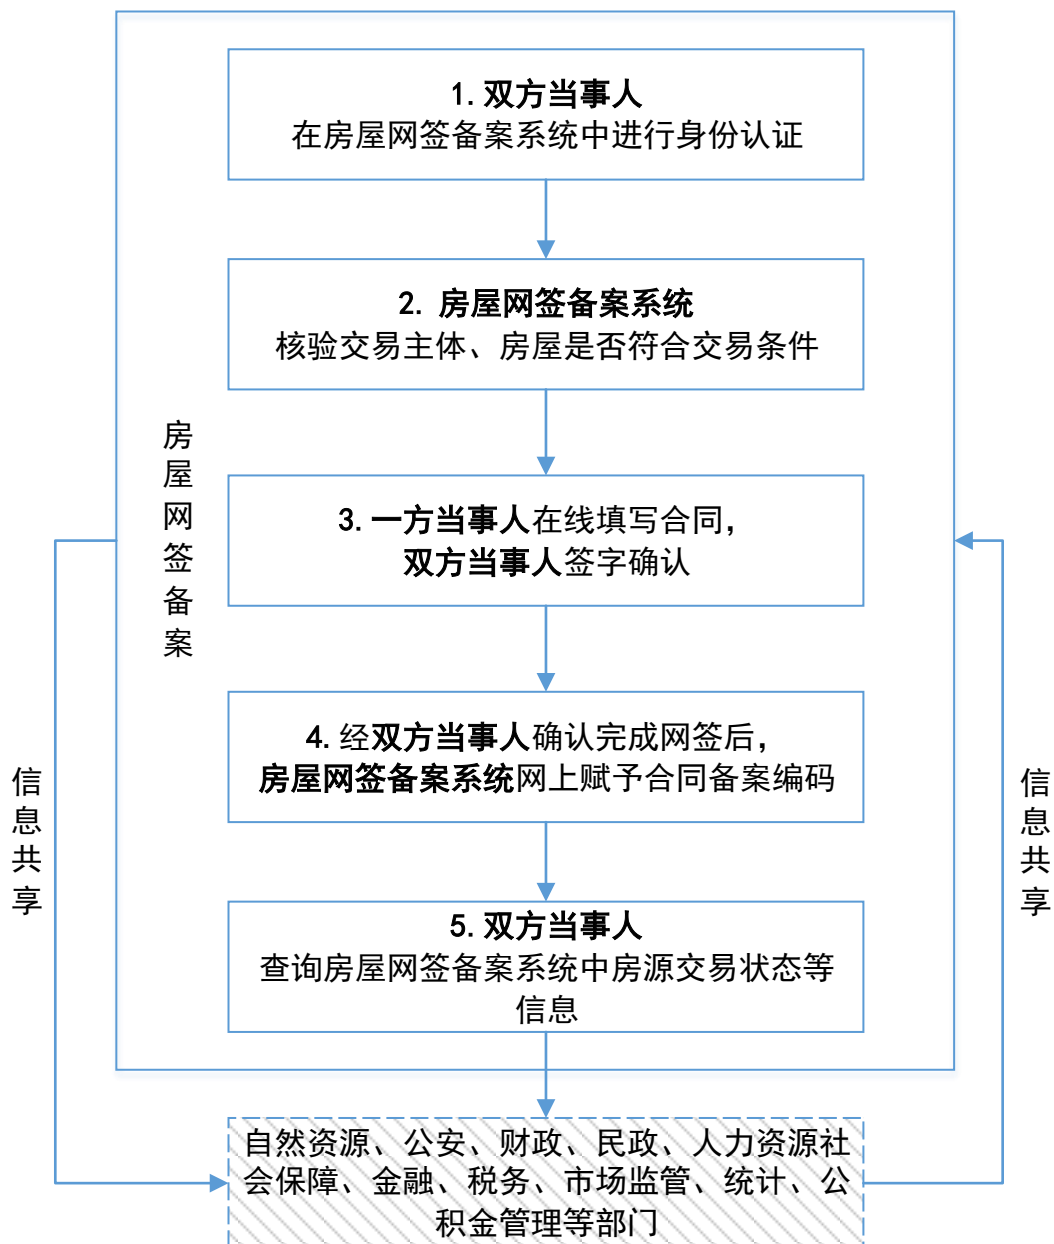 1. 双方当事人
在房屋网签备案系统中进行身份认证
2. 房屋网签备案系统
核验交易主体、房屋是否符合交易条件
房屋网签备案
3. 一方当事人在线填写合同，
双方当事人签字确认
4. 经双方当事人确认完成网签后，
房屋网签备案系统网上赋予合同备案编码
信息共享
信息共享
5. 双方当事人
查询房屋网签备案系统中房源交易状态等
信息
自然资源、公安、财政、民政、人力资源社
会保障、金融、税务、市场监管、统计、公
积金管理等部门